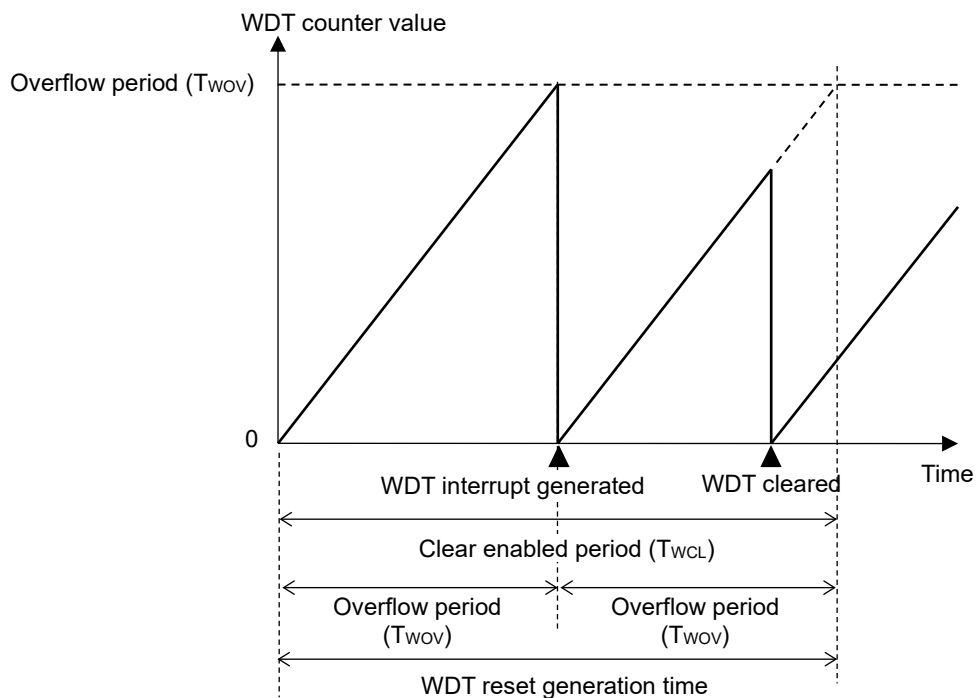 WDT counter value
Overflow period (TWOV)
0
Time
WDT interrupt generated
WDT cleared
Clear enabled period (TWCL)
Overflow period
(TWOV)
Overflow period
(TWOV)
WDT reset generation time